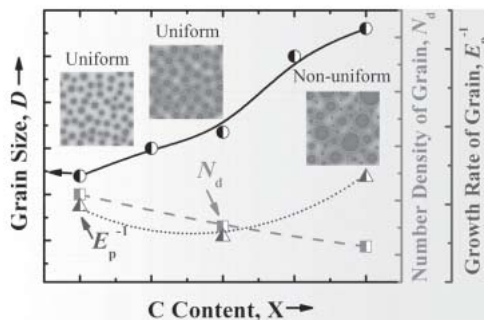 Uniform
Uniform
Non-uniform
Grain Size, D →
N_d
E_p^-1
C Content, X→
Number Density of Grain, N_d
Growth Rate of Grain, E_p^-1